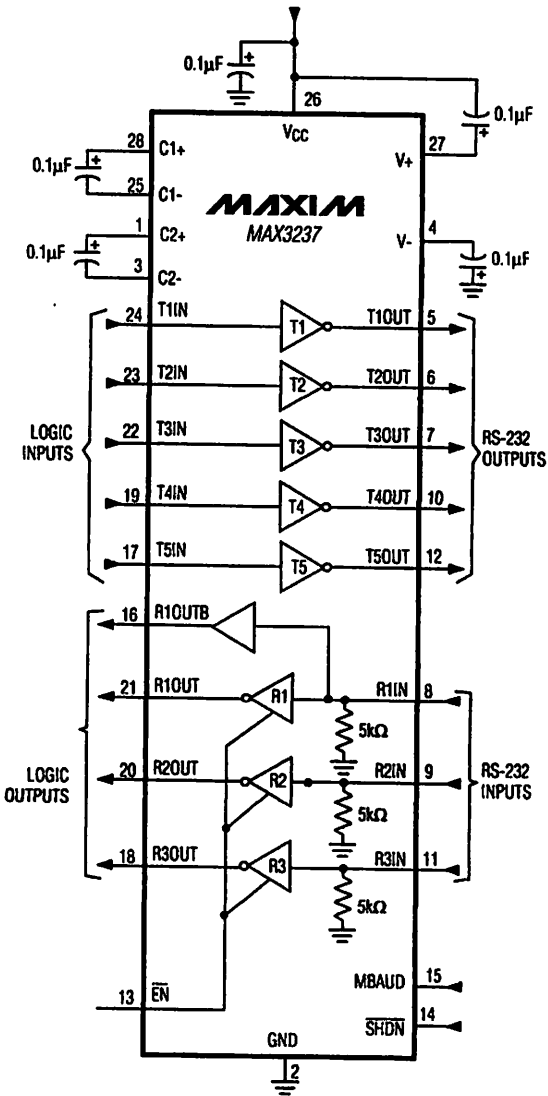 0.1µF
26
VCC
0.1µF
28
C1+
27
V+
0.1µF
25
C1-
MAXIM
MAX3237
1
C2+
4
V-
0.1µF
0.1µF
3
C2-
24 T1IN T1 T1OUT 5
23 T2IN T2 T2OUT 6
22 T3IN T3 T3OUT 7
LOGIC
INPUTS
RS-232
OUTPUTS
19 T4IN T4 T4OUT 10
17 T5IN T5 T5OUT 12
16 R1OUTB
21 R1OUT R1 R1IN 8
5kΩ
20 R2OUT R2 R2IN 9
LOGIC
OUTPUTS
RS-232
INPUTS
5kΩ
18 R3OUT R3 R3IN 11
5kΩ
MBAUD 15
13 EN
SHDN 14
GND
2